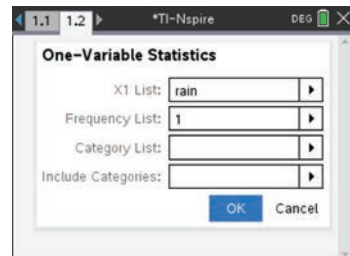 1.1 1.2 *TI-Nspire DEG
One-Variable Statistics
X1 List: rain
Frequency List: 1
Category List:
Include Categories:
OK Cancel